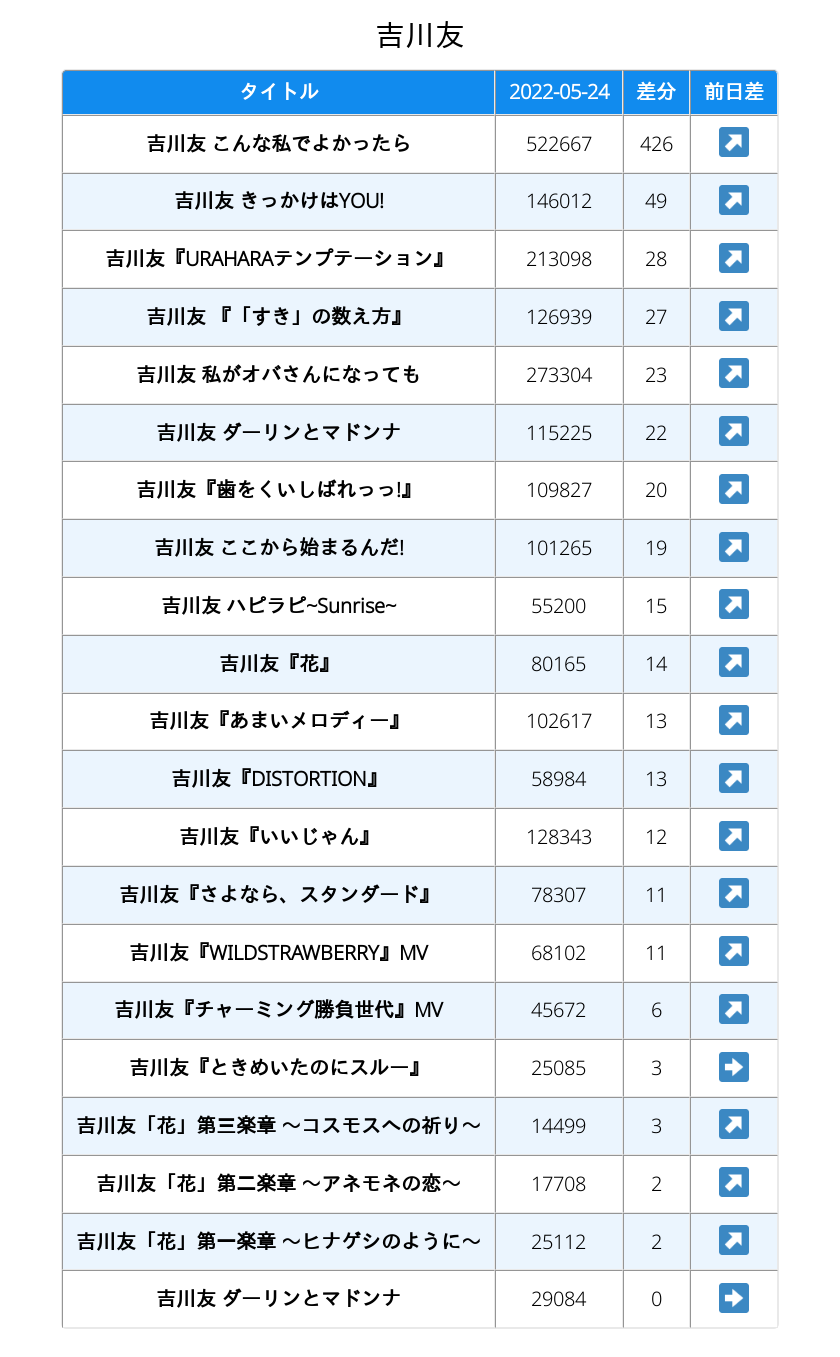 吉川友
タイトル 2022-05-24 差分 前日差
吉川友 こんな私でよかったら 522667 426
吉川友 きっかけはYOU! 146012 49
吉川友『URAHARAテンプテーション』 213098 28
吉川友 『「すき」の数え方』 126939 27
吉川友 私がオバさんになっても 273304 23
吉川友 ダーリンとマドンナ 115225 22
吉川友『歯をくいしばれっっ!』 109827 20
吉川友 ここから始まるんだ! 101265 19
吉川友 ハピラピ~Sunrise~ 55200 15
吉川友『花』 80165 14
吉川友『あまいメロディー』 102617 13
吉川友『DISTORTION』 58984 13
吉川友『いいじゃん』 128343 12
吉川友『さよなら、スタンダード』 78307 11
吉川友『WILDSTRAWBERRY』MV 68102 11
吉川友『チャーミング勝負世代』MV 45672 6
吉川友『ときめいたのにスルー』 25085 3
吉川友「花」第三楽章 ～コスモスへの祈り～ 14499 3
吉川友「花」第二楽章 ～アネモネの恋～ 17708 2
吉川友「花」第一楽章 ～ヒナゲシのように～ 25112 2
吉川友 ダーリンとマドンナ 29084 0